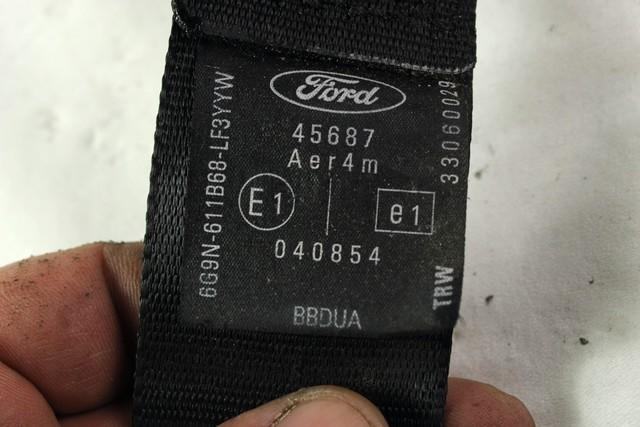 Ford
45687
Aer4m
E1
e1
040854
BBDUA
6G9N-611B68-LF3YYW
33060029
TRW